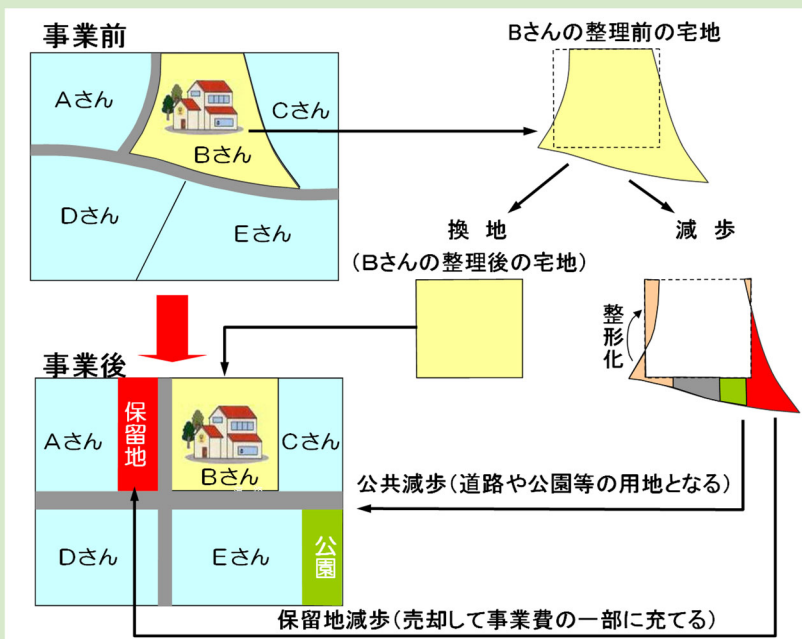 事業前
Aさん
Bさん
Cさん
Dさん
Eさん
Bさんの整理前の宅地
換 地
(Bさんの整理後の宅地)
減 歩
整形化
事業後
Aさん
保留地
Bさん
Cさん
Dさん
Eさん
公園
公共減歩(道路や公園等の用地となる)
保留地減歩(売却して事業費の一部に充てる)